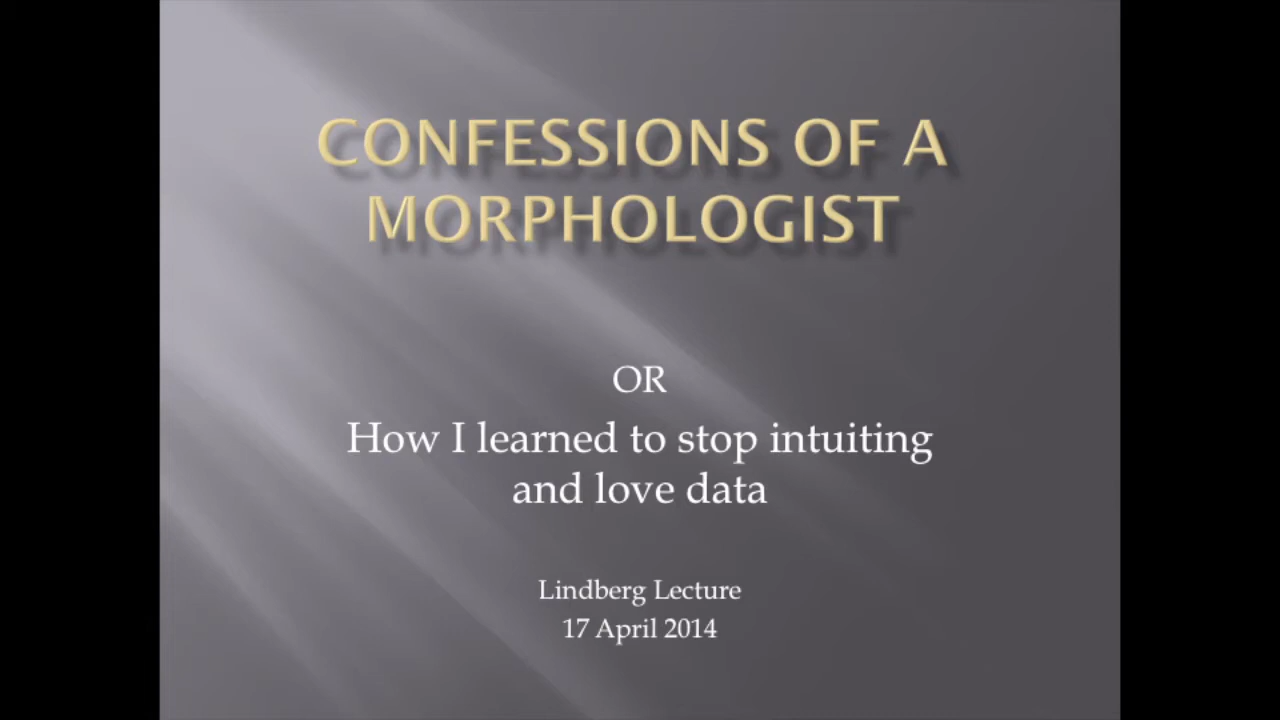 CONFESSIONS OF A
MORPHOLOGIST
OR
How I learned to stop intuiting
and love data
Lindberg Lecture
17 April 2014